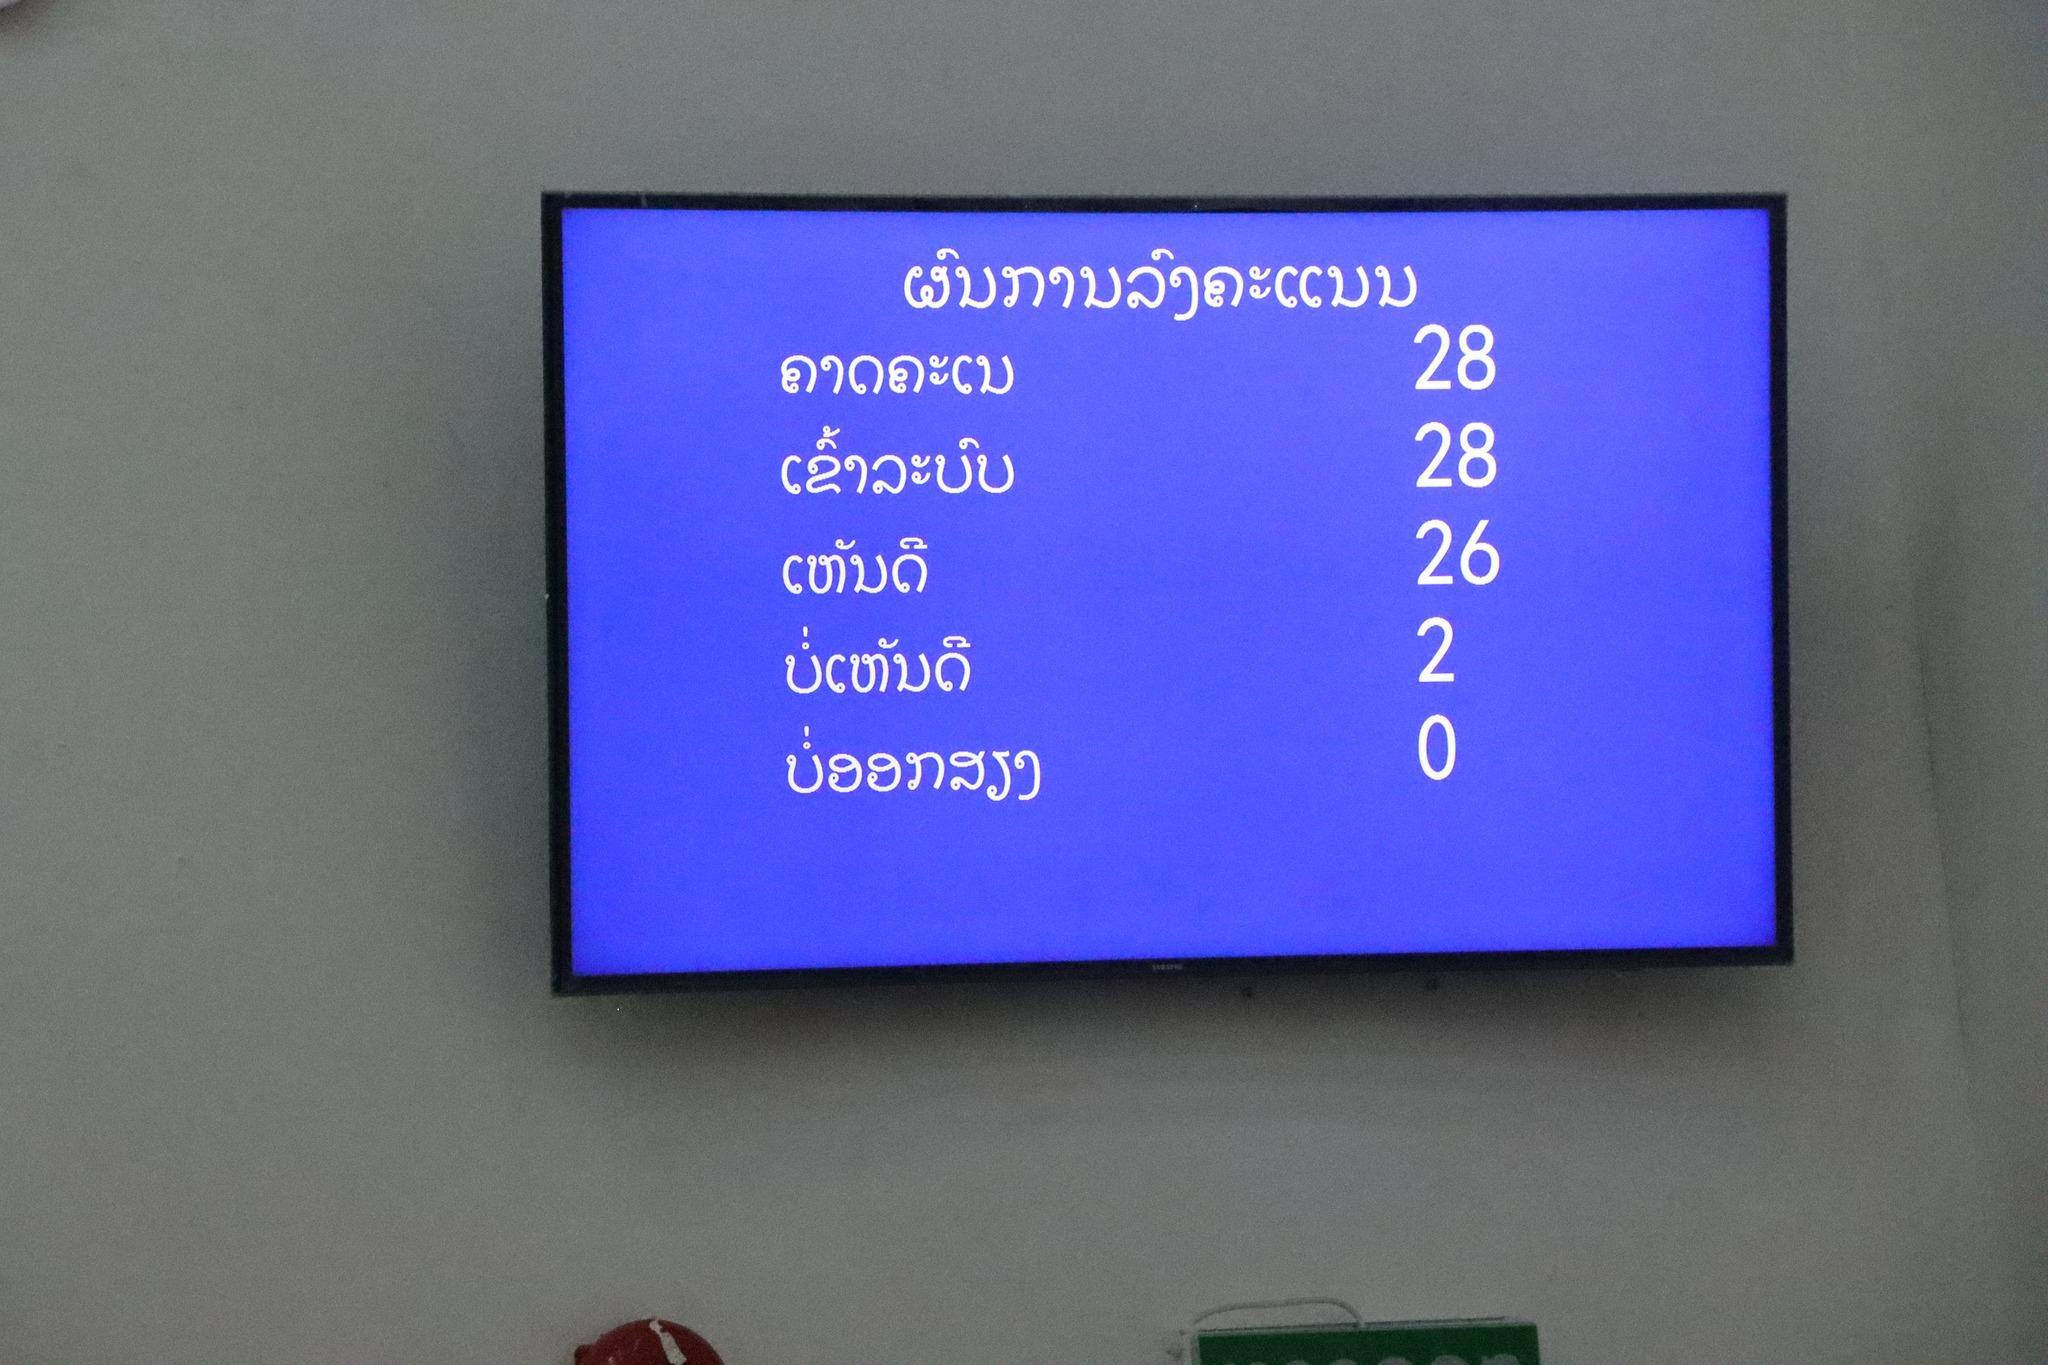 ຜົນການລົງຄະແນນ
ຄາດຄະເນ 28
ເຂົ້າລະບົບ 28
ເຫັນດີ 26
ບໍ່ເຫັນດີ 2
ບໍ່ອອກສຽງ 0
SAMSUNG